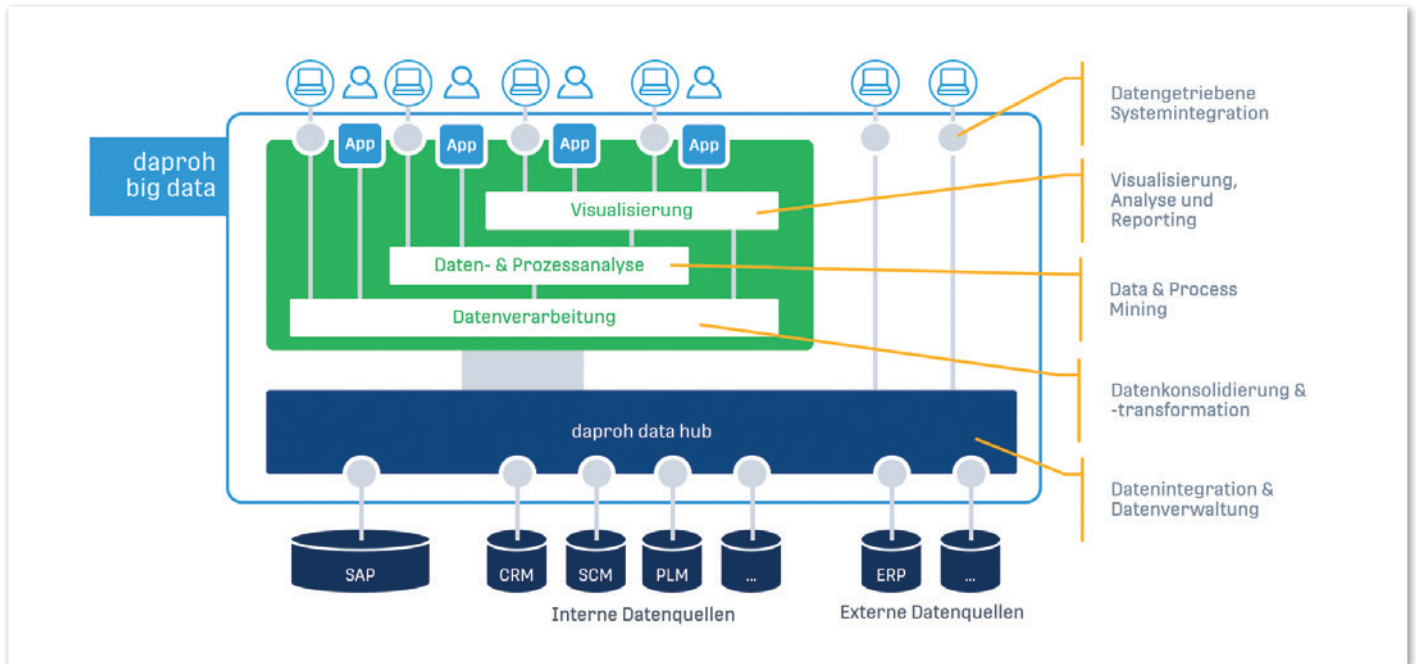 daproh
big data
App
App
App
App
Visualisierung
Daten- & Prozessanalyse
Datenverarbeitung
daproh data hub
SAP
CRM
SCM
PLM
...
ERP
...
Interne Datenquellen
Externe Datenquellen
Datengetriebene
Systemintegration
Visualisierung,
Analyse und
Reporting
Data & Process
Mining
Datenkonsolidierung &
-transformation
Datenintegration &
Datenverwaltung